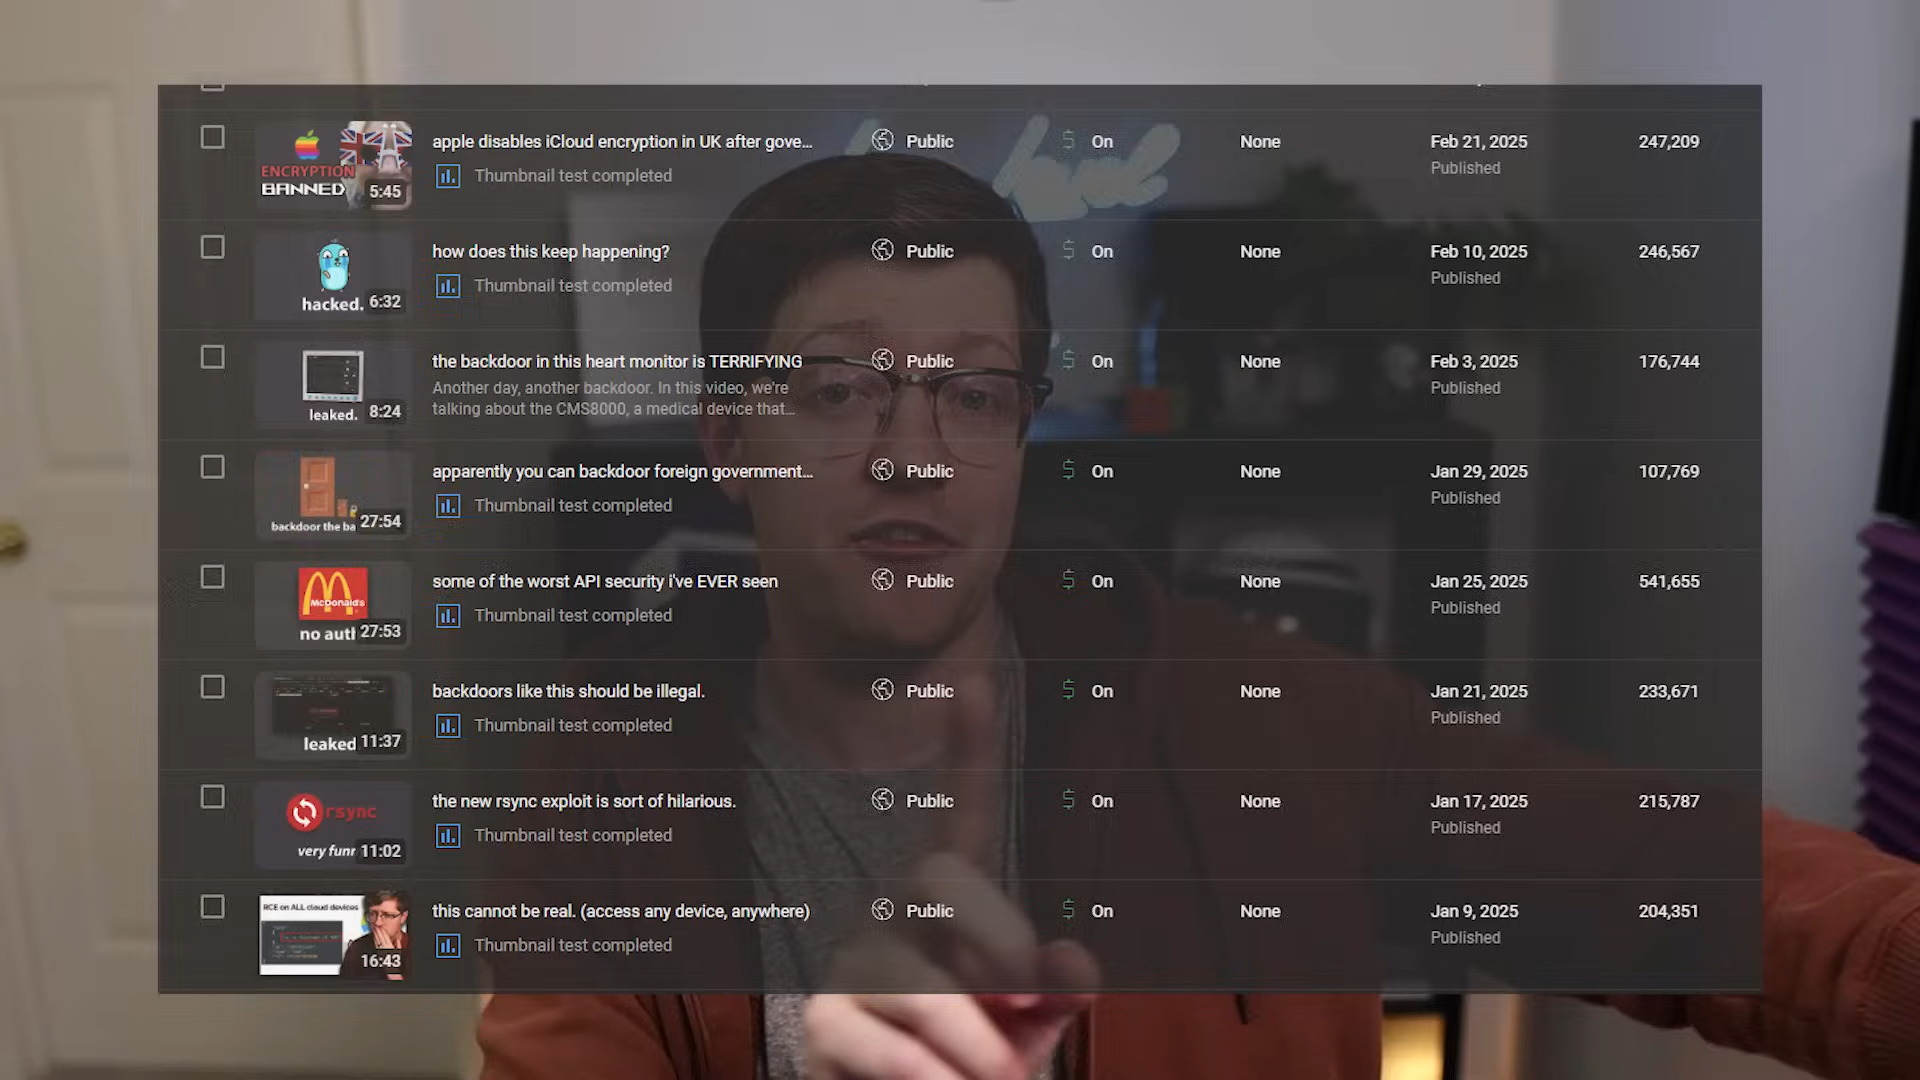 ENCRYPTION
BANNED
5:45
apple disables iCloud encryption in UK after gove...
Thumbnail test completed
Public
$ On
None
Feb 21, 2025
Published
247,209
hacked.
6:32
how does this keep happening?
Thumbnail test completed
Public
$ On
None
Feb 10, 2025
Published
246,567
leaked.
8:24
the backdoor in this heart monitor is TERRIFYING
Another day, another backdoor. In this video, we're
talking about the CMS8000, a medical device that...
Public
$ On
None
Feb 3, 2025
Published
176,744
backdoor the ba
27:54
apparently you can backdoor foreign government...
Thumbnail test completed
Public
$ On
None
Jan 29, 2025
Published
107,769
McDonald's
no aut
27:53
some of the worst API security i've EVER seen
Thumbnail test completed
Public
$ On
None
Jan 25, 2025
Published
541,655
leaked
11:37
backdoors like this should be illegal.
Thumbnail test completed
Public
$ On
None
Jan 21, 2025
Published
233,671
rsync
very funr
11:02
the new rsync exploit is sort of hilarious.
Thumbnail test completed
Public
$ On
None
Jan 17, 2025
Published
215,787
RCE on ALL cloud devices
16:43
this cannot be real. (access any device, anywhere)
Thumbnail test completed
Public
$ On
None
Jan 9, 2025
Published
204,351